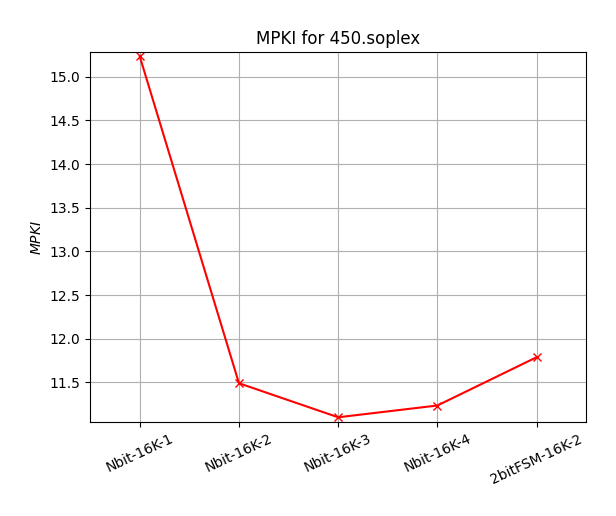 MPKI for 450.soplex
15.0
14.5
14.0
13.5
13.0
12.5
12.0
11.5
MPKI
Nbit-16K-1
Nbit-16K-2
Nbit-16K-3
Nbit-16K-4
2bitFSM-16K-2